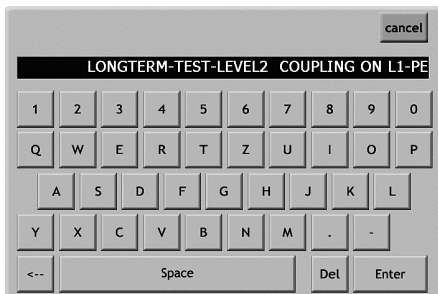 cancel
LONGTERM-TEST-LEVEL2 COUPLING ON L1-PE
1 2 3 4 5 6 7 8 9 0
Q W E R T Z U I O P
A S D F G H J K L
Y X C V B N M . -
<-- Space Del Enter